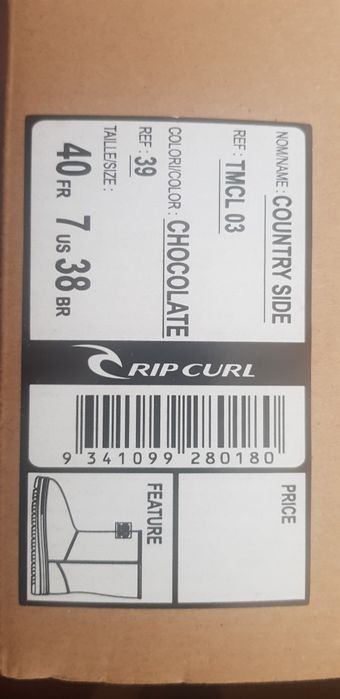 NOM/NAME : COUNTRY SIDE
REF : TMCL 03
COLORI/COLOR : CHOCOLATE
REF : 39
TAILLE/SIZE :
40 FR 7 US 38 BR
RIP CURL
9 341099 280180
PRICE
FEATURE